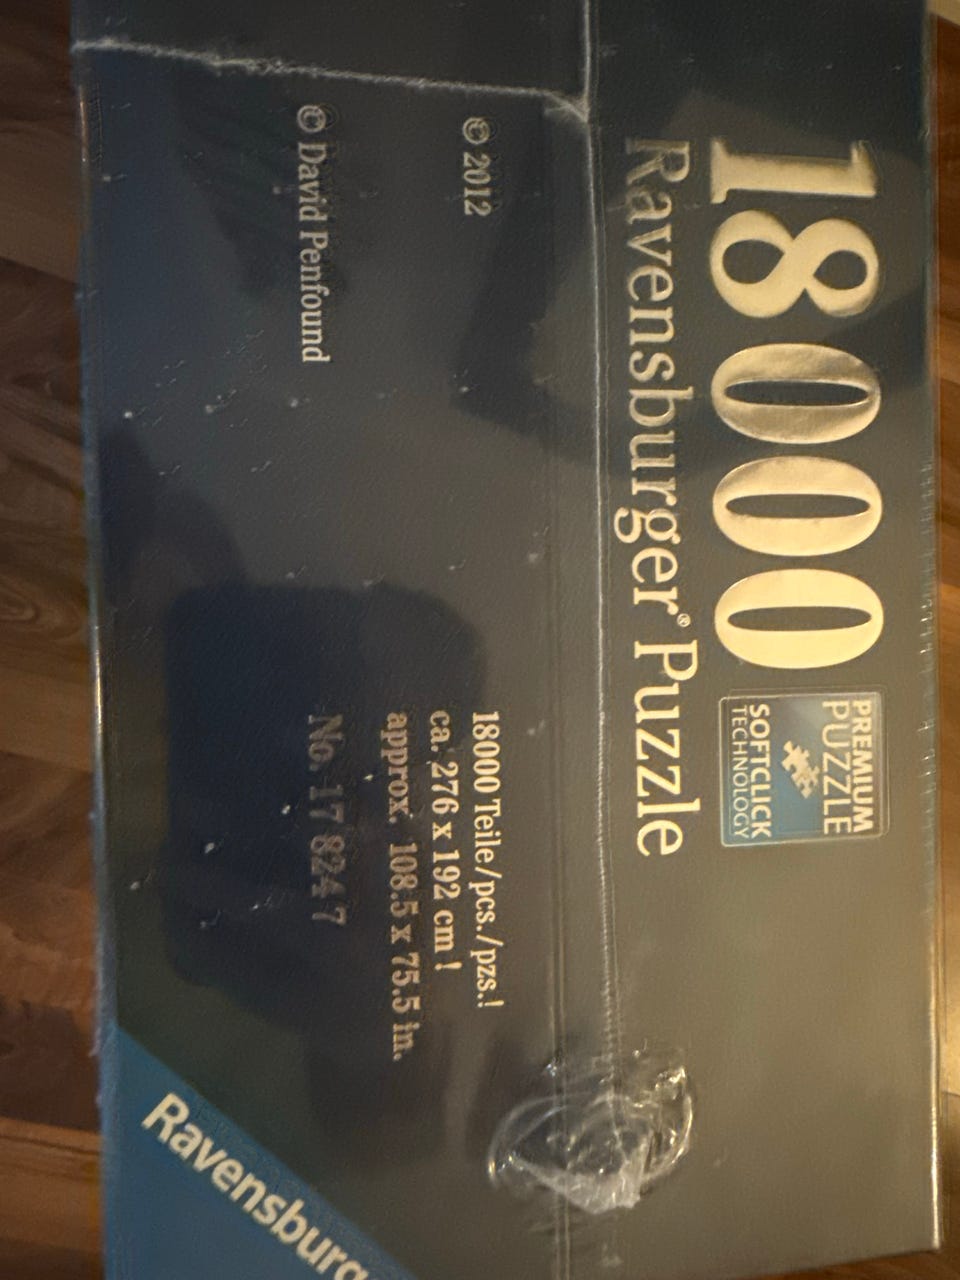 18000
PREMIUM
PUZZLE
SOFTCLICK
TECHNOLOGY
Ravensburger® Puzzle
© 2012
© David Penfound
18000 Teile/pcs./pzs.!
ca. 276 x 192 cm!
approx. 108.5 x 75.5 in.
No. 17 824 7
Ravensburg